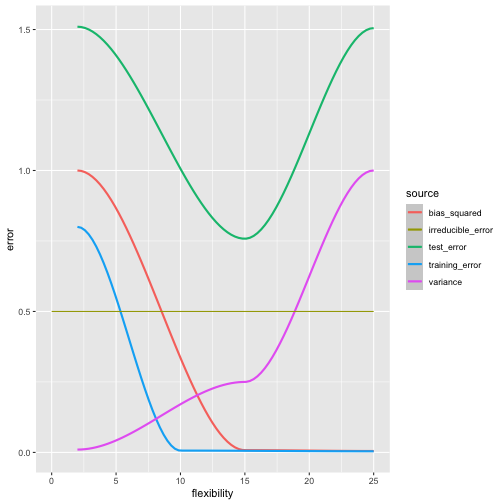 1.5
1.0
0.5
0.0
error
0
5
10
15
20
25
flexibility
source
bias_squared
irreducible_error
test_error
training_error
variance